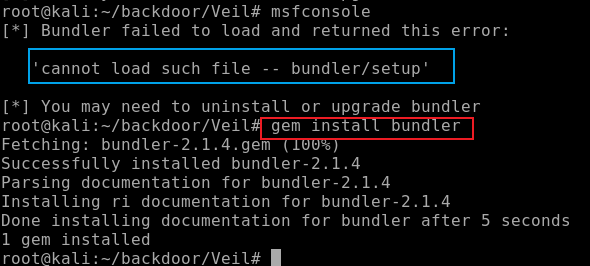 root@kali:~/backdoor/Veil# msfconsole
[*] Bundler failed to load and returned this error:
'cannot load such file -- bundler/setup'
[*] You may need to uninstall or upgrade bundler
root@kali:~/backdoor/Veil# gem install bundler
Fetching: bundler-2.1.4.gem (100%)
Successfully installed bundler-2.1.4
Parsing documentation for bundler-2.1.4
Installing ri documentation for bundler-2.1.4
Done installing documentation for bundler after 5 seconds
1 gem installed
root@kali:~/backdoor/Veil#